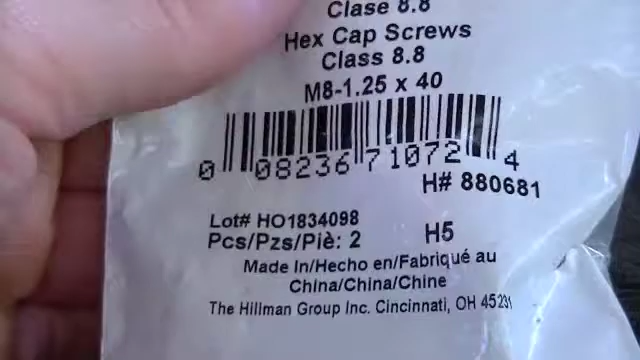 Clase 8.8
Hex Cap Screws
Class 8.8
M8-1.25 x 40
0 08236 71072 4
H# 880681
Lot# HO1834098
Pcs/Pzs/Piè: 2 H5
Made In/Hecho en/Fabriqué au
China/China/Chine
The Hillman Group Inc. Cincinnati, OH 45231